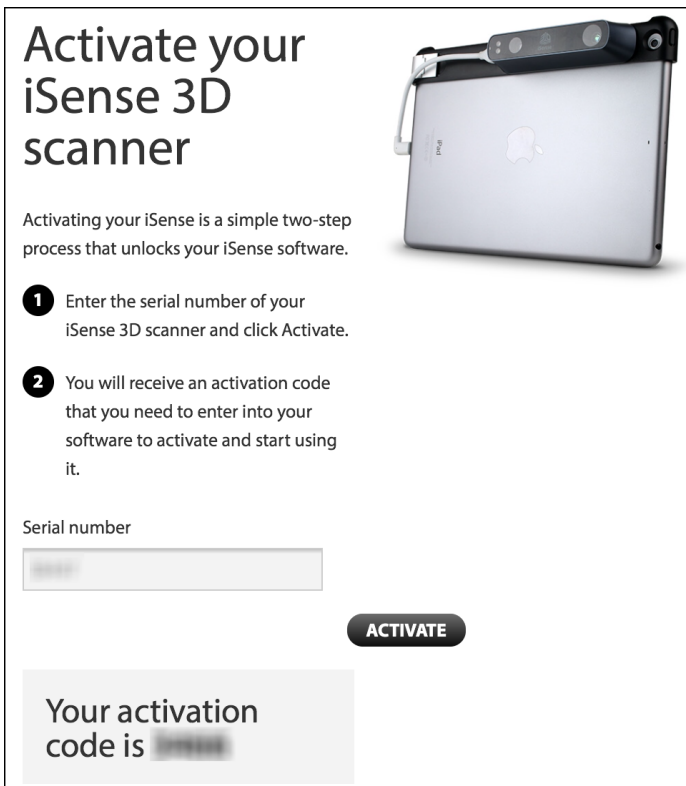 Activate your
iSense 3D
scanner
iPad
Activating your iSense is a simple two-step
process that unlocks your iSense software.
1 Enter the serial number of your
iSense 3D scanner and click Activate.
2 You will receive an activation code
that you need to enter into your
software to activate and start using
it.
Serial number
ACTIVATE
Your activation
code is